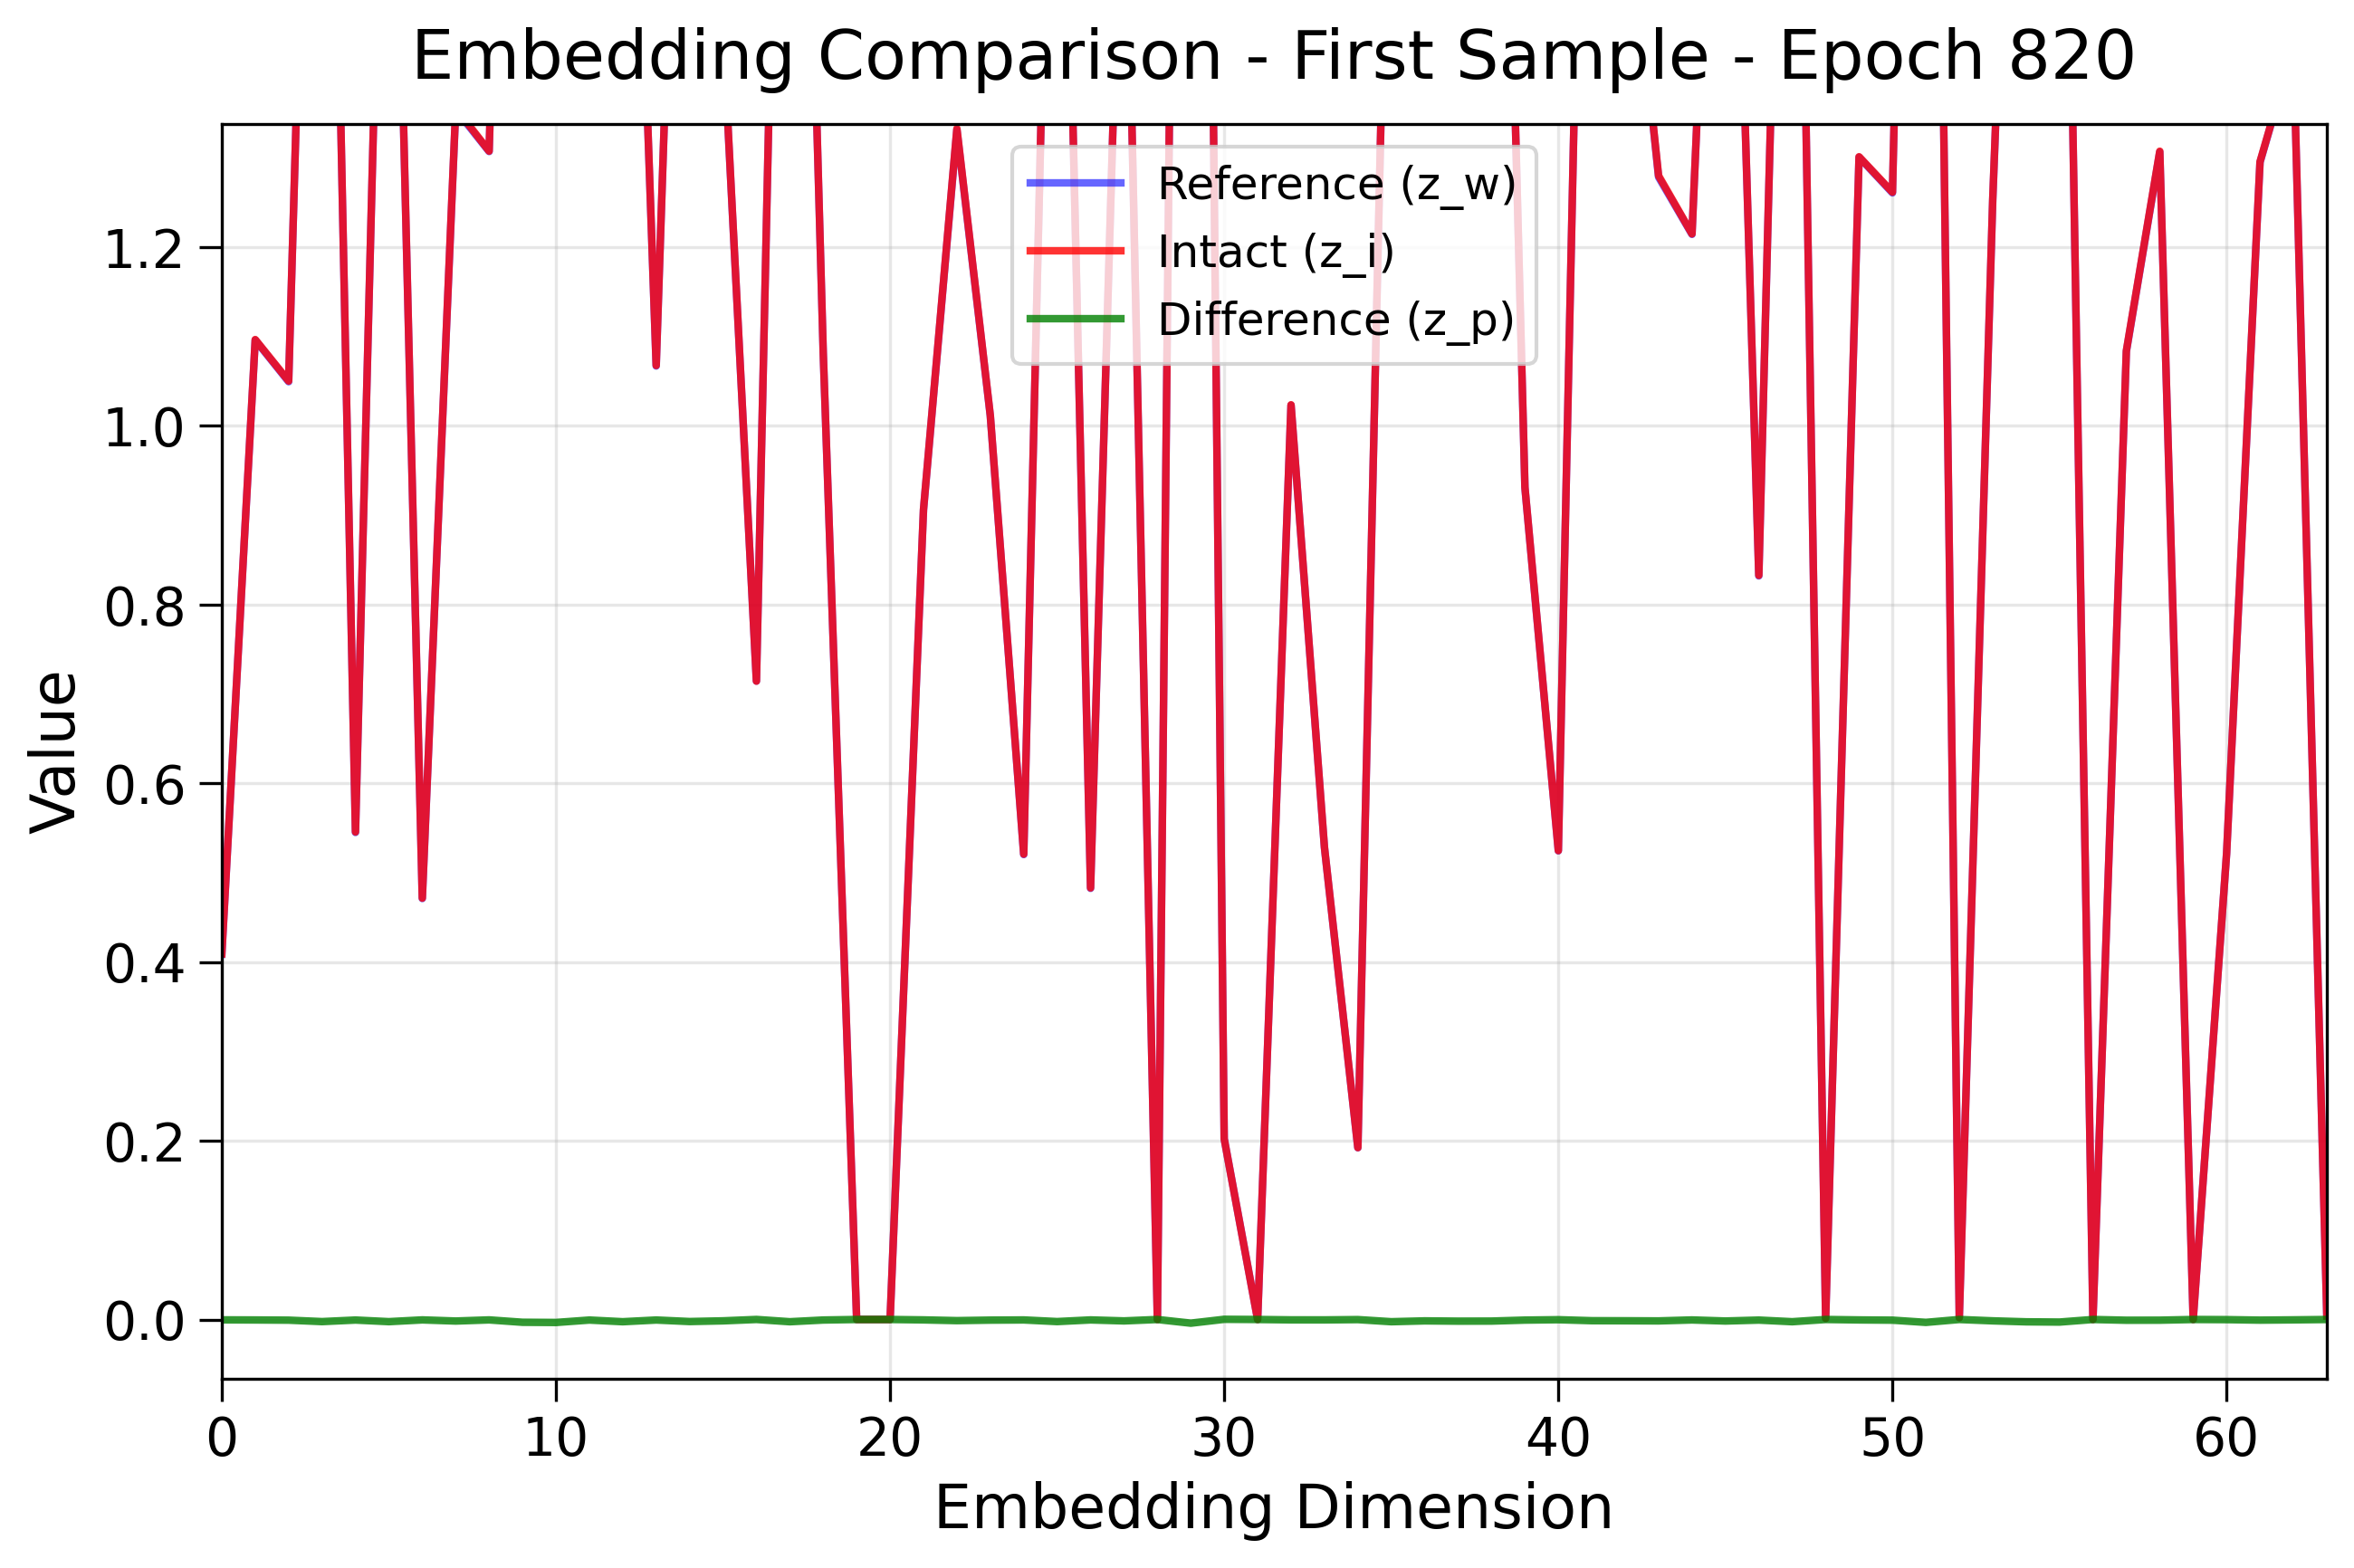 Embedding Comparison - First Sample - Epoch 820
Reference (z_w)
Intact (z_i)
Difference (z_p)
Value
1.2
1.0
0.8
0.6
0.4
0.2
0.0
0 10 20 30 40 50 60
Embedding Dimension